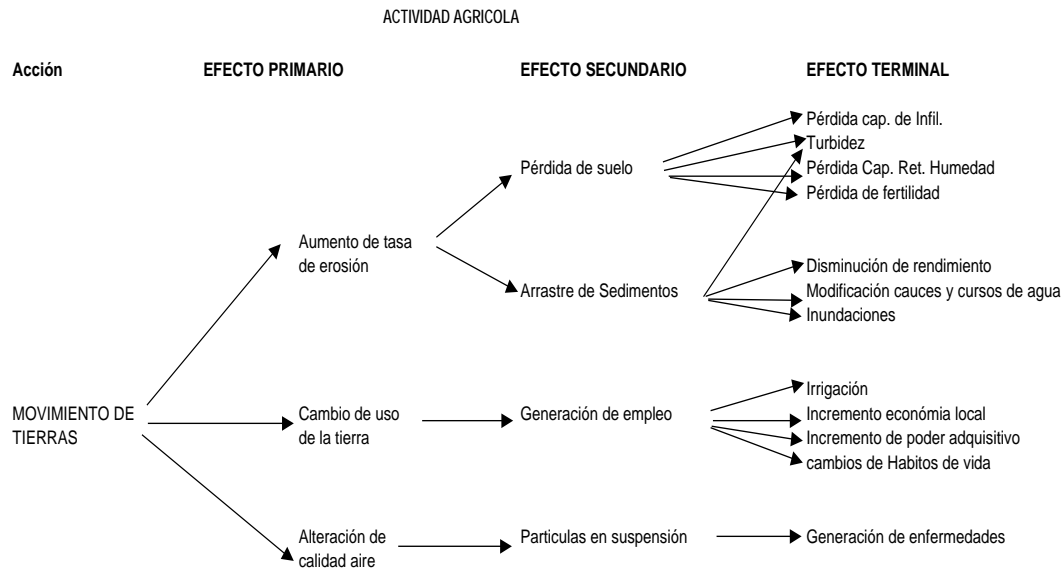 ACTIVIDAD AGRICOLA
Acción
EFECTO PRIMARIO
EFECTO SECUNDARIO
EFECTO TERMINAL
Pérdida cap. de Infil.
Turbidez
Pérdida de suelo
Pérdida Cap. Ret. Humedad
Pérdida de fertilidad
Aumento de tasa
de erosión
Disminución de rendimiento
Arrastre de Sedimentos
Modificación cauces y cursos de agua
Inundaciones
MOVIMIENTO DE
TIERRAS
Cambio de uso
de la tierra
Generación de empleo
Irrigación
Incremento económia local
Incremento de poder adquisitivo
cambios de Habitos de vida
Alteración de
calidad aire
Particulas en suspensión
Generación de enfermedades